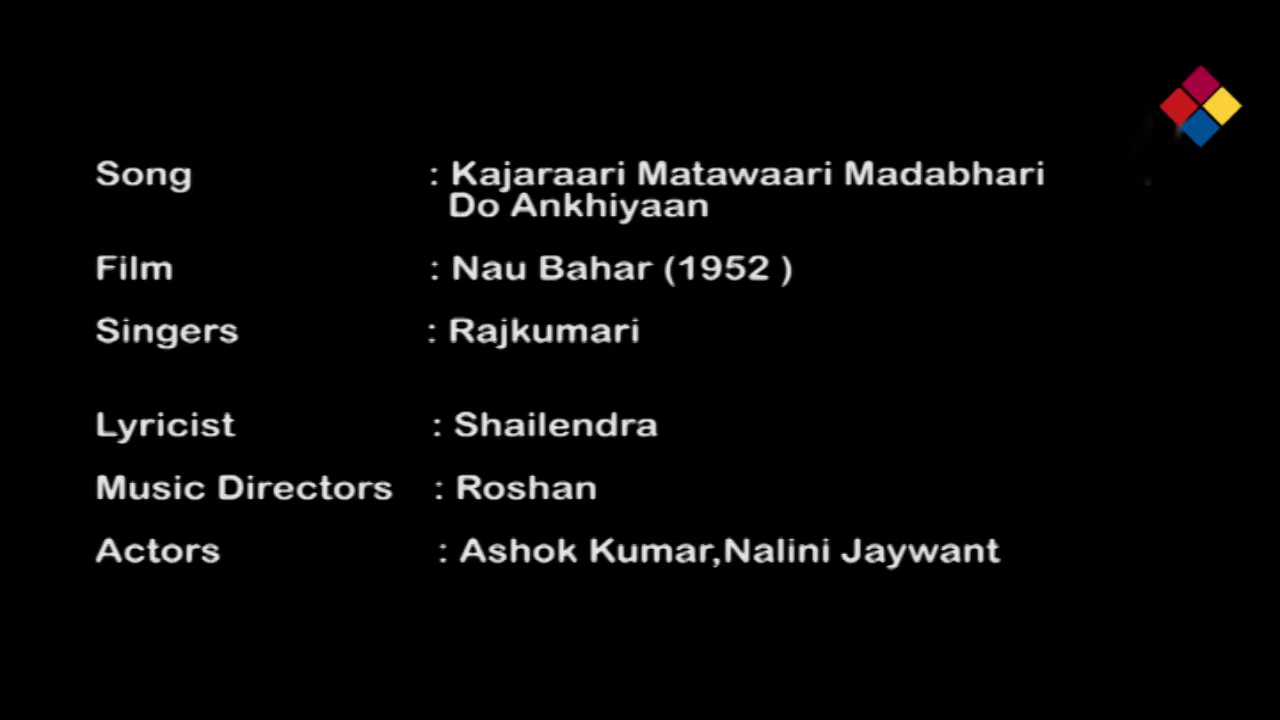 Song : Kajaraari Matawaari Madabhari
Do Ankhiyaan
Film : Nau Bahar (1952 )
Singers : Rajkumari
Lyricist : Shailendra
Music Directors : Roshan
Actors : Ashok Kumar,Nalini Jaywant